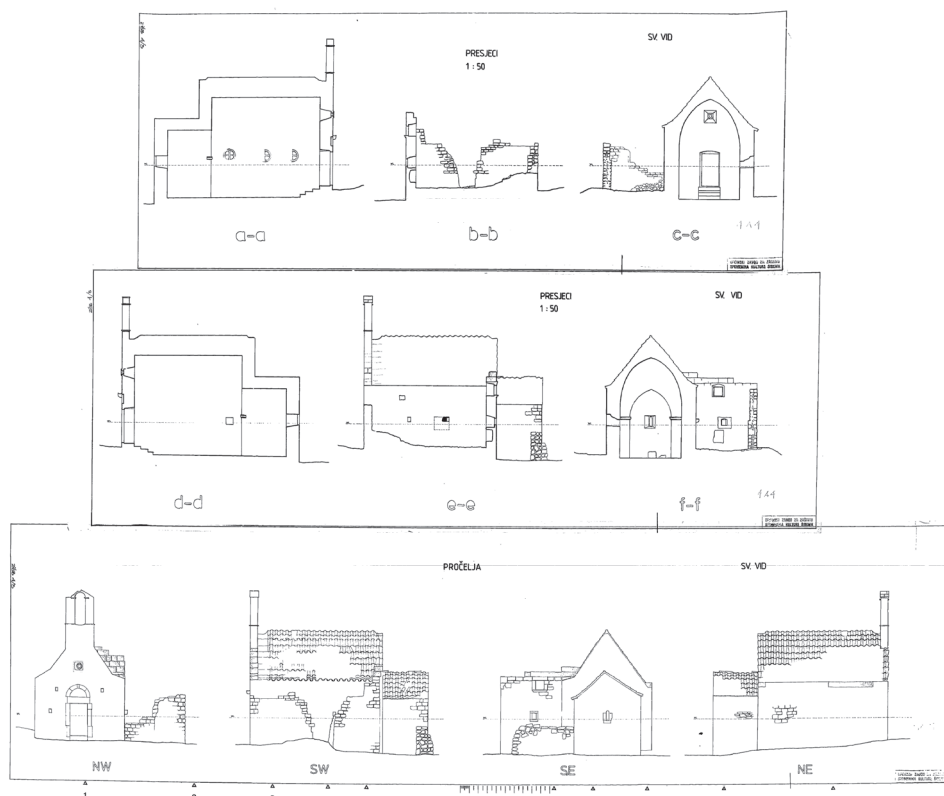 PRESJECI
1:50
SV. VID
a-a
b-b
c-c
PRESJECI
1:50
SV. VID
d-d
e-e
f-f
PROČELJA
SV. VID
NW
SW
SE
NE